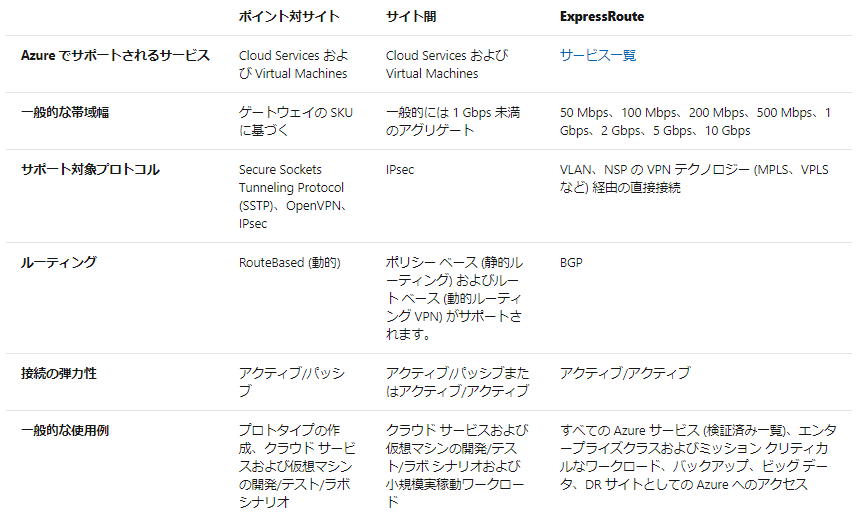 ポイント対サイト
サイト間
ExpressRoute
Azure でサポートされるサービス
Cloud Services およ
び Virtual Machines
Cloud Services および
Virtual Machines
サービス一覧
一般的な帯域幅
ゲートウェイの SKU
に基づく
一般的には 1 Gbps 未満
のアグリゲート
50 Mbps、100 Mbps、200 Mbps、500 Mbps、1
Gbps、2 Gbps、5 Gbps、10 Gbps
サポート対象プロトコル
Secure Sockets
Tunneling Protocol
(SSTP)、OpenVPN、
IPsec
IPsec
VLAN、NSP の VPN テクノロジー (MPLS、VPLS
など) 経由の直接接続
ルーティング
RouteBased (動的)
ポリシー ベース (静的ル
ーティング) およびルー
ト ベース (動的ルーティ
ング VPN) がサポートさ
れます。
BGP
接続の弾力性
アクティブ/パッシ
ブ
アクティブ/パッシブまた
はアクティブ/アクティブ
アクティブ/アクティブ
一般的な使用例
プロトタイプの作
成、クラウド サービ
スおよび仮想マシン
の開発/テスト/ラボ
シナリオ
クラウド サービスおよび
仮想マシンの開発/テス
ト/ラボ シナリオおよび
小規模実稼動ワークロー
ド
すべての Azure サービス (検証済み一覧)、エンタ
ープライズクラスおよびミッション クリティカ
ルなワークロード、バックアップ、ビッグ デー
タ、DR サイトとしての Azure へのアクセス